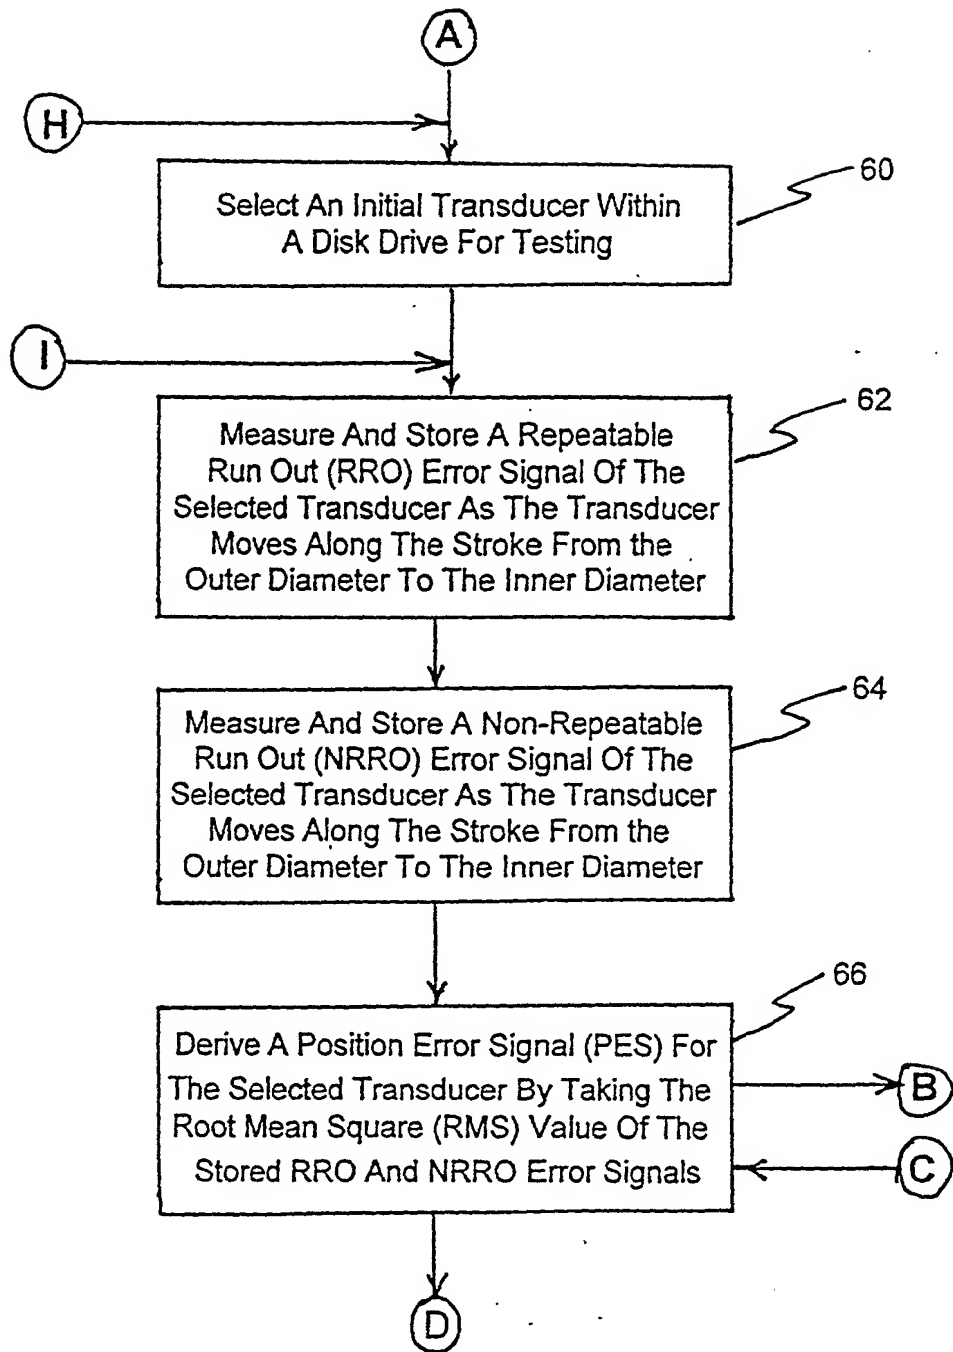 A
H
60
Select An Initial Transducer Within
A Disk Drive For Testing
I
62
Measure And Store A Repeatable
Run Out (RRO) Error Signal Of The
Selected Transducer As The Transducer
Moves Along The Stroke From the
Outer Diameter To The Inner Diameter
64
Measure And Store A Non-Repeatable
Run Out (NRRO) Error Signal Of The
Selected Transducer As The Transducer
Moves Along The Stroke From the
Outer Diameter To The Inner Diameter
66
Derive A Position Error Signal (PES) For
The Selected Transducer By Taking The
Root Mean Square (RMS) Value Of The
Stored RRO And NRRO Error Signals
B
C
D